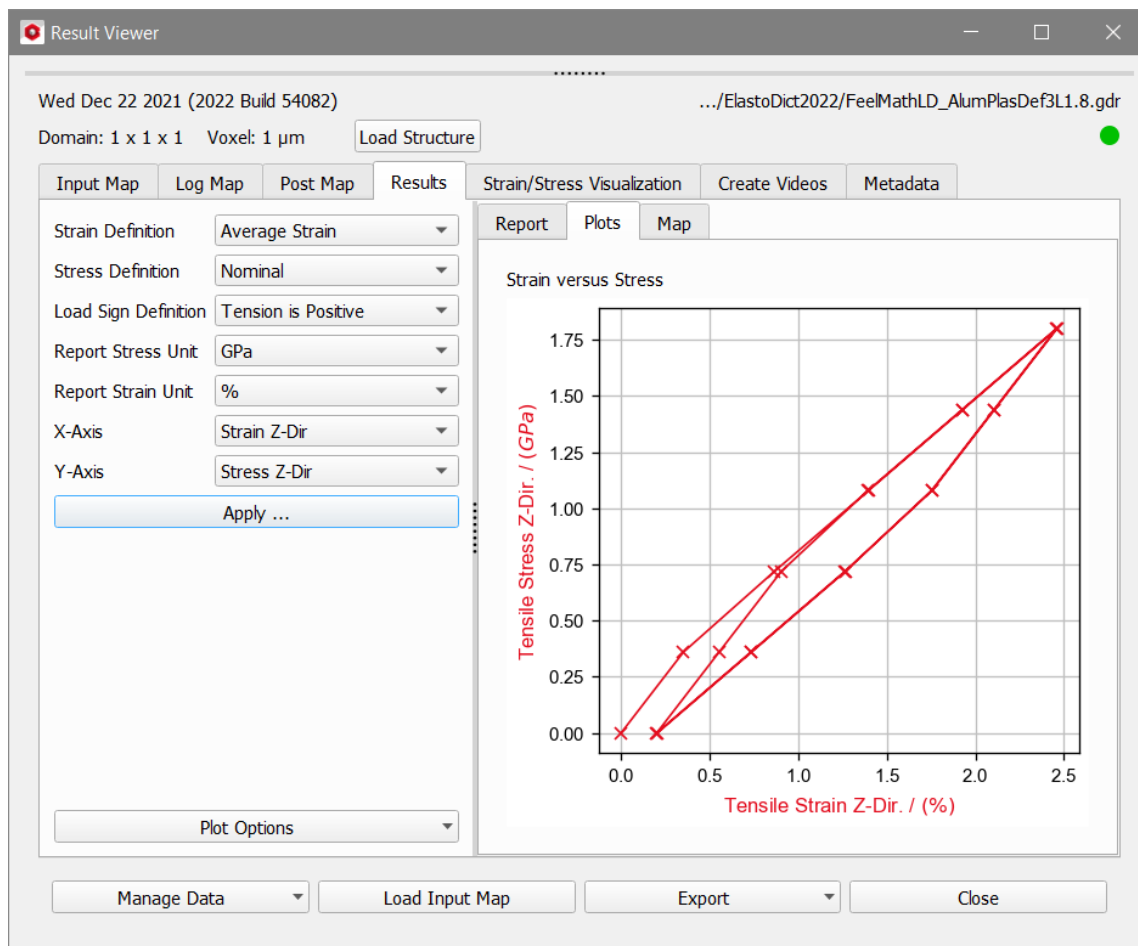 Result Viewer
Wed Dec 22 2021 (2022 Build 54082)
.../ElastoDict2022/FeelMathLD_AlumPlasDef3L1.8.gdr
Domain: 1 x 1 x 1 Voxel: 1 µm
Load Structure
Input Map
Log Map
Post Map
Results
Strain/Stress Visualization
Create Videos
Metadata
Strain Definition Average Strain
Stress Definition Nominal
Load Sign Definition Tension is Positive
Report Stress Unit GPa
Report Strain Unit %
X-Axis Strain Z-Dir
Y-Axis Stress Z-Dir
Apply ...
Plot Options
Report
Plots
Map
Strain versus Stress
Tensile Stress Z-Dir. / (GPa)
1.75
1.50
1.25
1.00
0.75
0.50
0.25
0.00
0.0 0.5 1.0 1.5 2.0 2.5
Tensile Strain Z-Dir. / (%)
Manage Data
Load Input Map
Export
Close